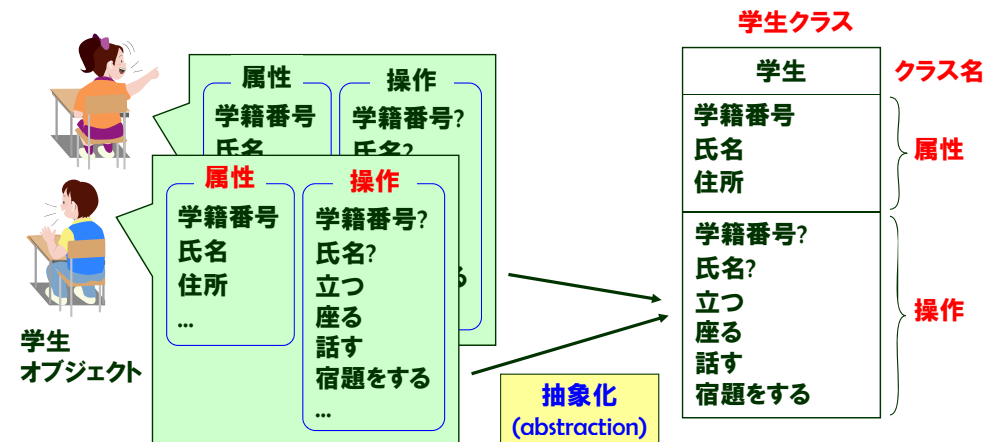 属性
学籍番号
氏名
操作
学籍番号?
氏名?
る
属性
学籍番号
氏名
住所
...
操作
学籍番号?
氏名?
立つ
座る
話す
宿題をする
...
学生
オブジェクト
抽象化
(abstraction)
学生クラス
学生
クラス名
学籍番号
氏名
住所
属性
学籍番号?
氏名?
立つ
座る
話す
宿題をする
操作